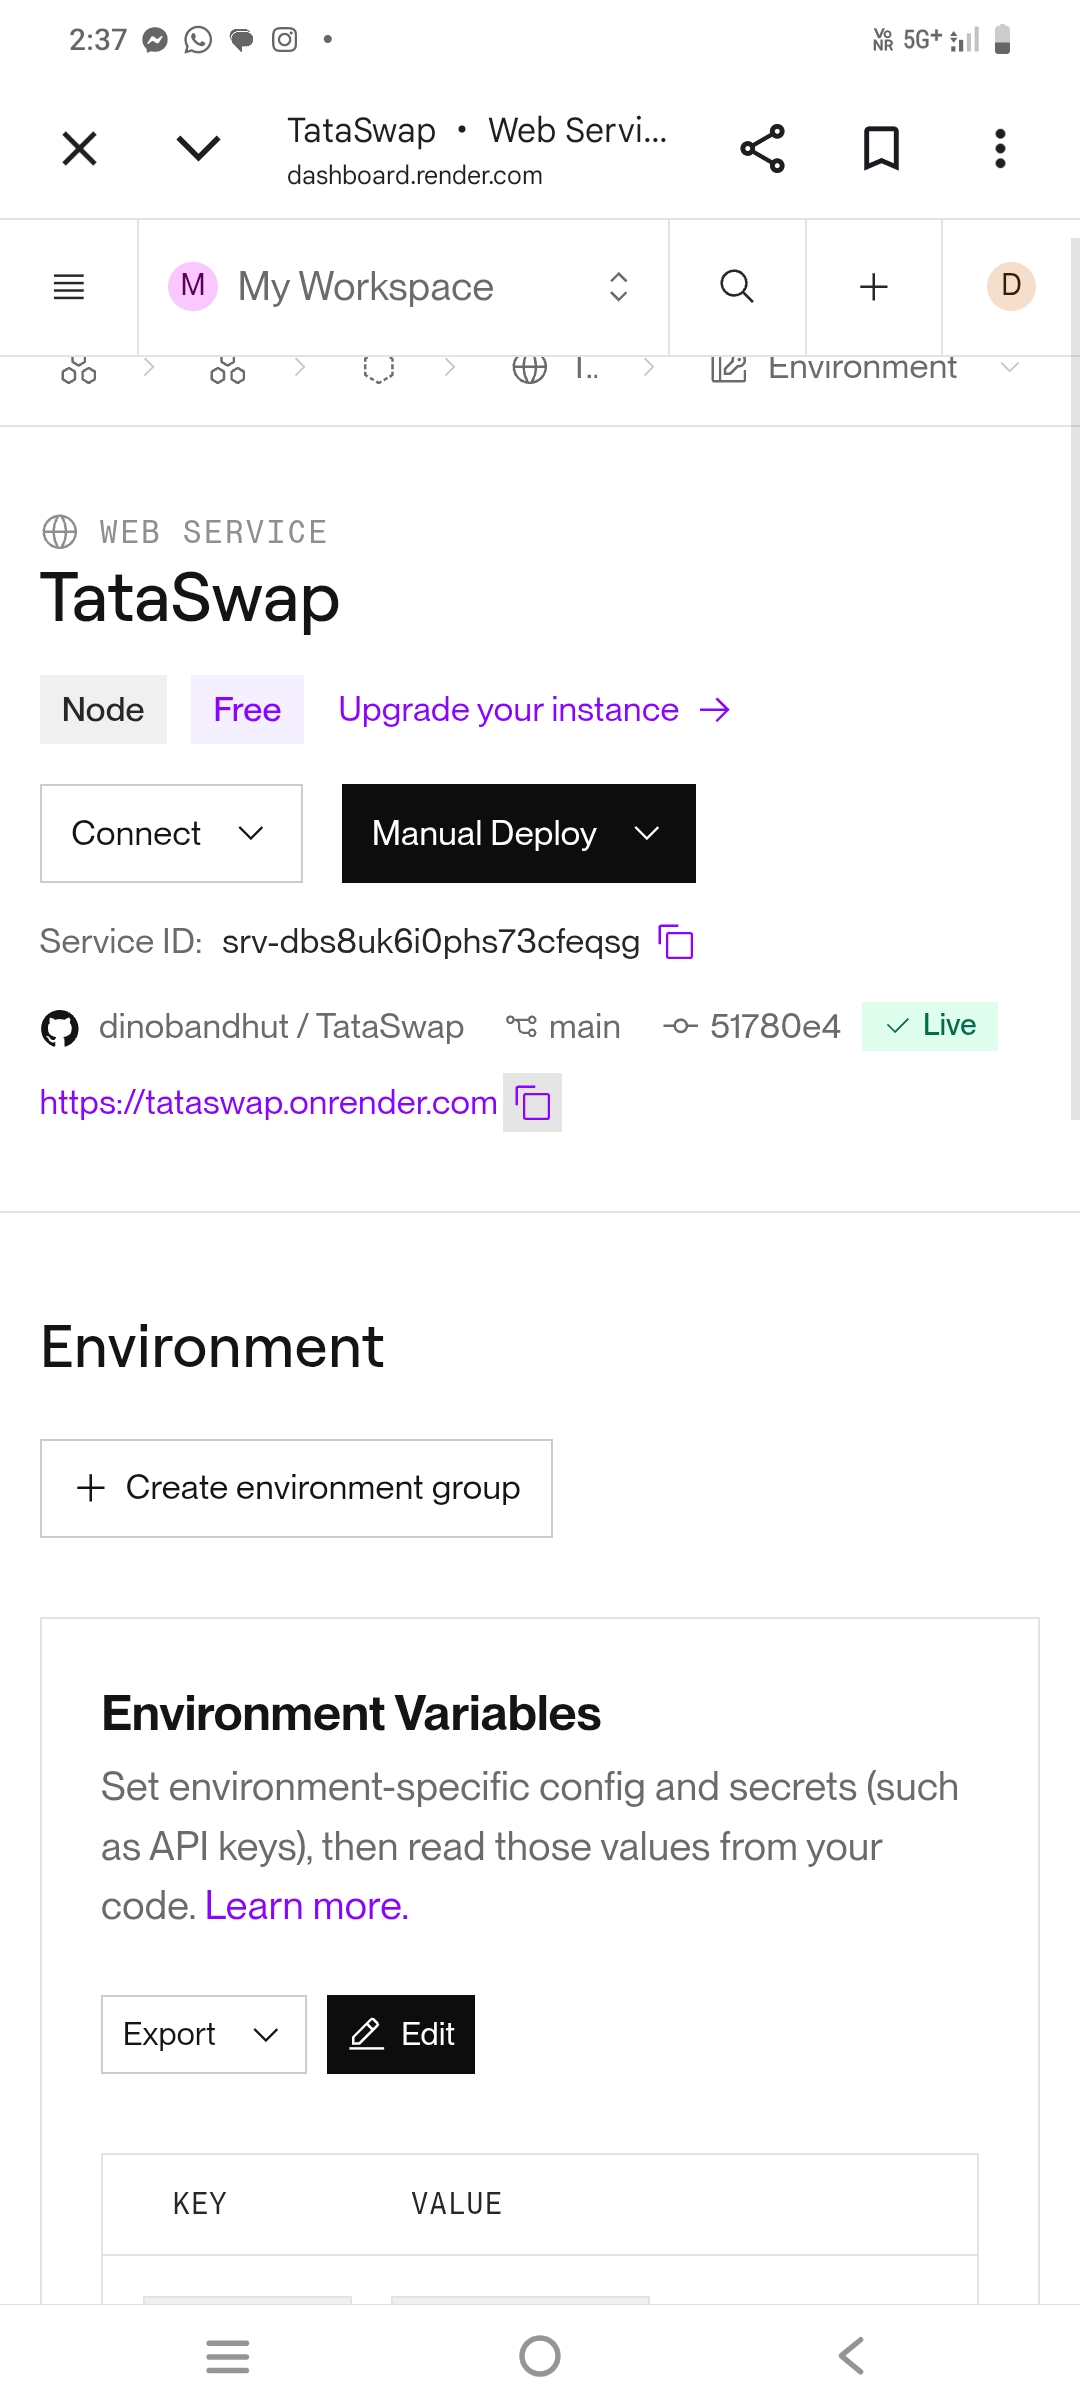 2:37
Vo
NR 5G+
TataSwap • Web Servi...
dashboard.render.com
M My Workspace D
T.. Environment
WEB SERVICE
TataSwap
Node Free Upgrade your instance →
Connect Manual Deploy
Service ID: srv-dbs8uk6i0phs73cfeqsg
dinobandhut / TataSwap main 51780e4 Live
https://tataswap.onrender.com
Environment
+ Create environment group
Environment Variables
Set environment-specific config and secrets (such
as API keys), then read those values from your
code. Learn more.
Export Edit
KEY VALUE